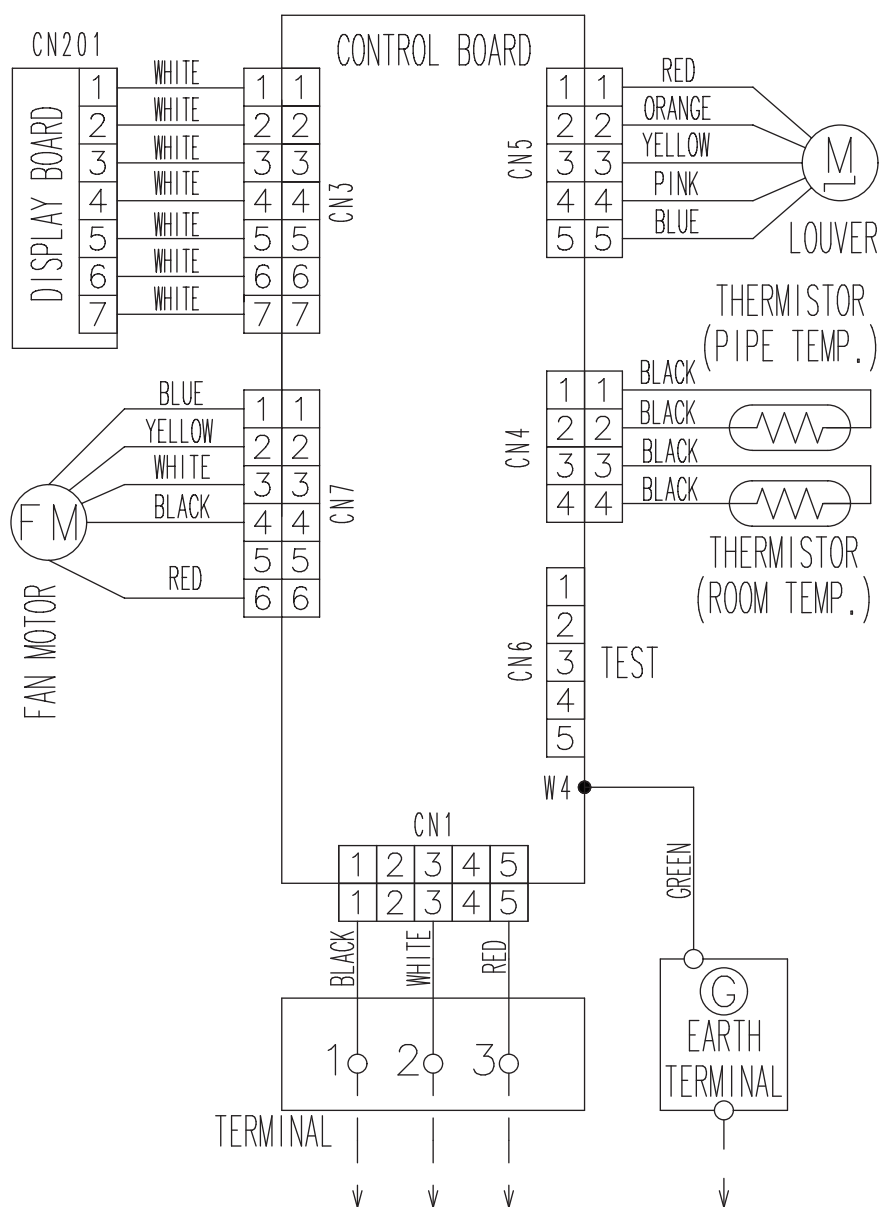 CONTROL BOARD
CN201
DISPLAY BOARD
1
2
3
4
5
6
7
WHITE
WHITE
WHITE
WHITE
WHITE
WHITE
WHITE
1 1
2 2
3 3
4 4
5 5
6 6
7 7
CN3
CN5
1 1
2 2
3 3
4 4
5 5
RED
ORANGE
YELLOW
PINK
BLUE
M
LOUVER
THERMISTOR
(PIPE TEMP.)
BLUE
YELLOW
WHITE
BLACK
RED
FM
FAN MOTOR
1 1
2 2
3 3
4 4
5 5
6 6
CN7
CN4
1 1
2 2
3 3
4 4
BLACK
BLACK
BLACK
BLACK
THERMISTOR
(ROOM TEMP.)
CN6
1
2
3
4
5
TEST
W4
GREEN
CN1
1 2 3 4 5
1 2 3 4 5
BLACK
WHITE
RED
1 2 3
TERMINAL
G
EARTH
TERMINAL